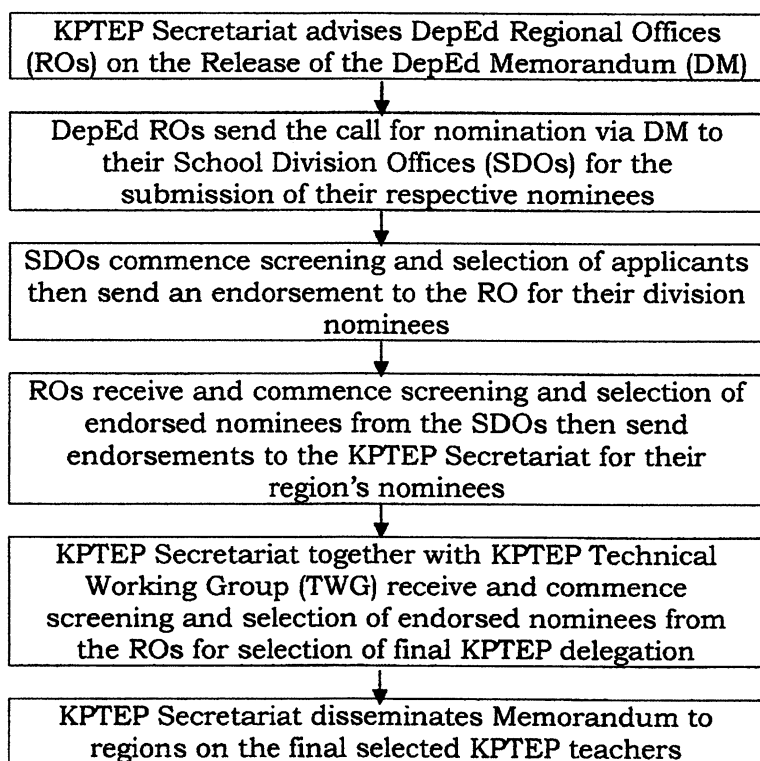 KPTEP Secretariat advises DepEd Regional Offices
(ROs) on the Release of the DepEd Memorandum (DM)
DepEd ROs send the call for nomination via DM to
their School Division Offices (SDOs) for the
submission of their respective nominees
SDOs commence screening and selection of applicants
then send an endorsement to the RO for their division
nominees
ROs receive and commence screening and selection of
endorsed nominees from the SDOs then send
endorsements to the KPTEP Secretariat for their
region's nominees
KPTEP Secretariat together with KPTEP Technical
Working Group (TWG) receive and commence
screening and selection of endorsed nominees from
the ROs for selection of final KPTEP delegation
KPTEP Secretariat disseminates Memorandum to
regions on the final selected KPTEP teachers